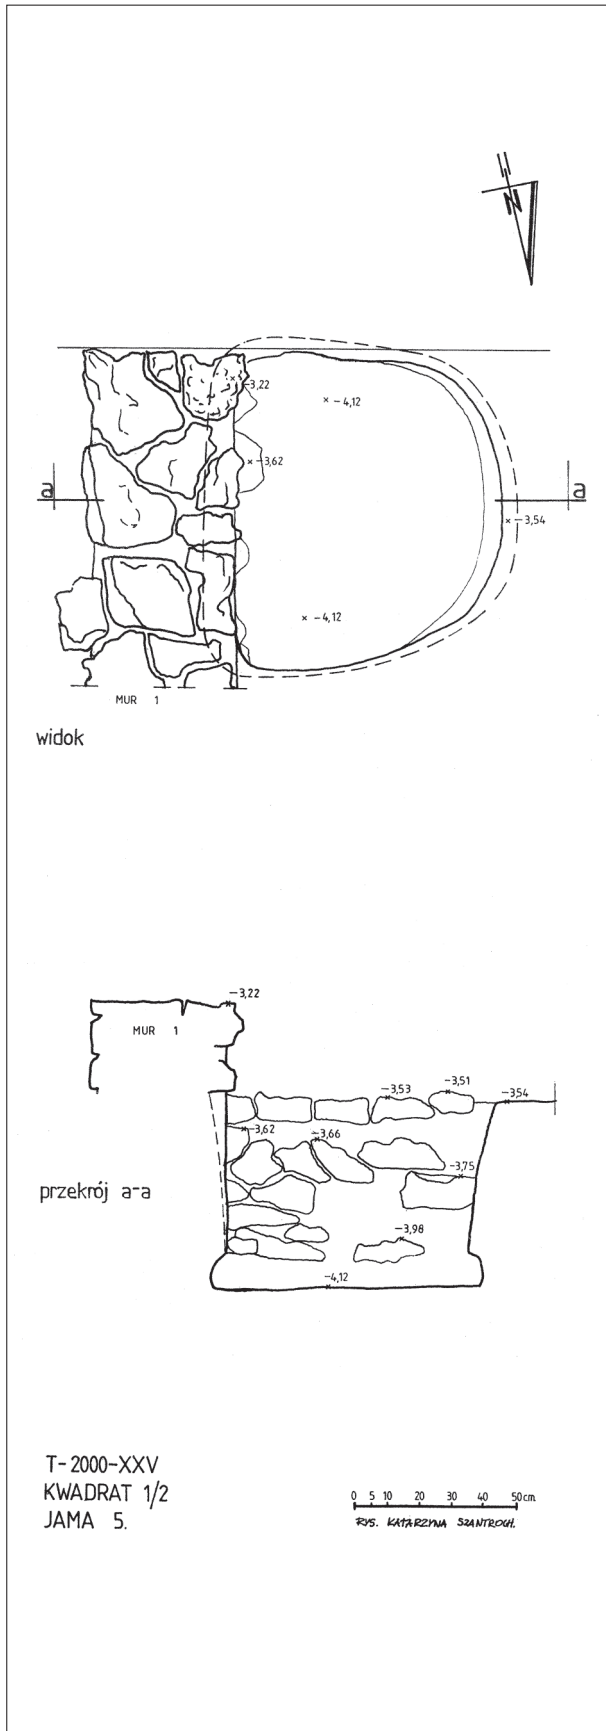 N
-3,22
-4,12
-3,62
a
a
-3,54
-4,12
MUR 1
widok
-3,22
MUR 1
-3,53
-3,51
-3,54
-3,62
-3,66
-3,75
przekrój a-a
-3,98
-4,12
T-2000-XXV
KWADRAT 1/2
JAMA 5.
0 5 10 20 30 40 50cm
RYS. KATARZYNA SZANTROCH.